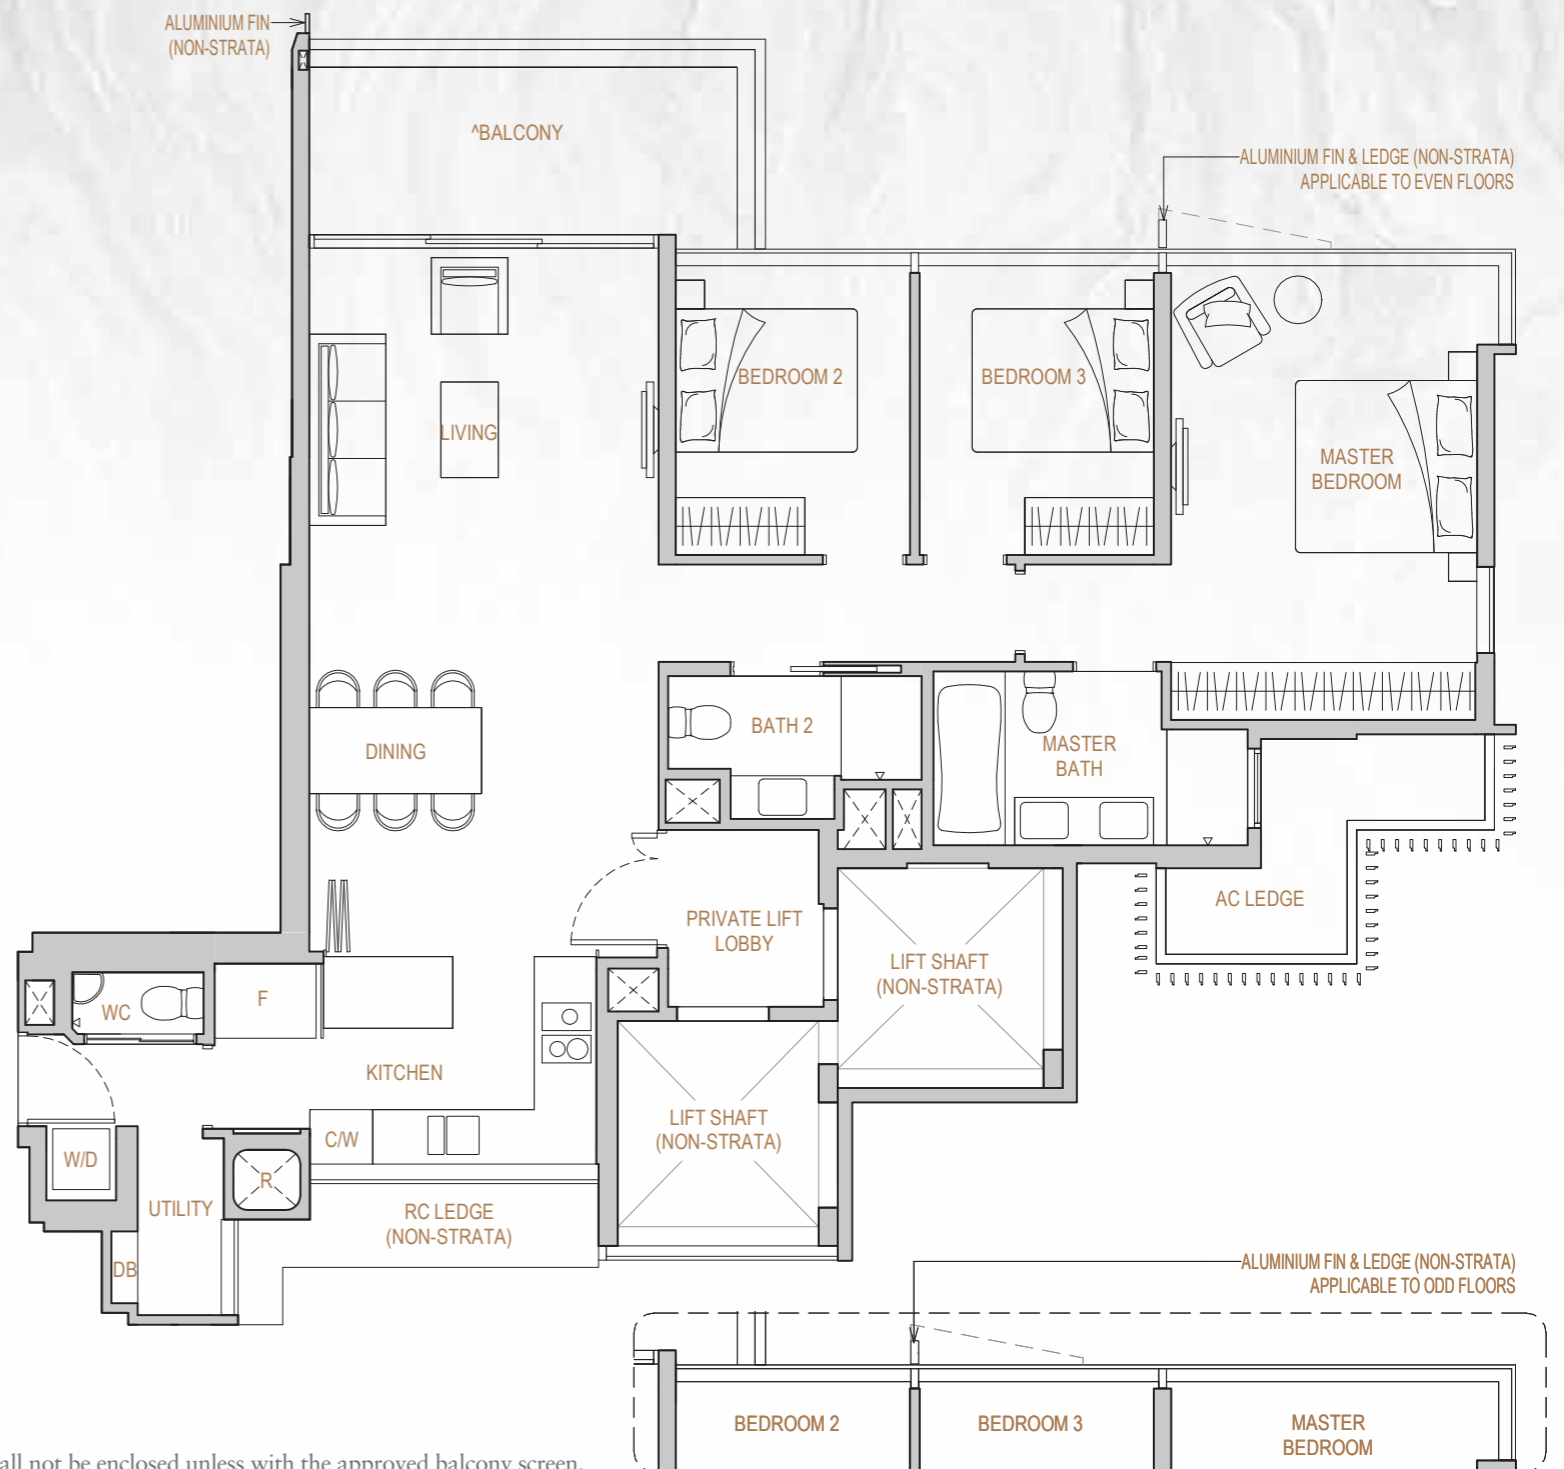 ALUMINIUM FIN
(NON-STRATA)
^BALCONY
ALUMINIUM FIN & LEDGE (NON-STRATA)
APPLICABLE TO EVEN FLOORS
BEDROOM 2
BEDROOM 3
LIVING
MASTER
BEDROOM
DINING
BATH 2
MASTER
BATH
AC LEDGE
PRIVATE LIFT
LOBBY
LIFT SHAFT
(NON-STRATA)
WC
F
KITCHEN
LIFT SHAFT
(NON-STRATA)
C/W
W/D
R
UTILITY
RC LEDGE
(NON-STRATA)
DB
ALUMINIUM FIN & LEDGE (NON-STRATA)
APPLICABLE TO ODD FLOORS
BEDROOM 2
BEDROOM 3
MASTER
BEDROOM
all not be enclosed unless with the approved balcony screen.